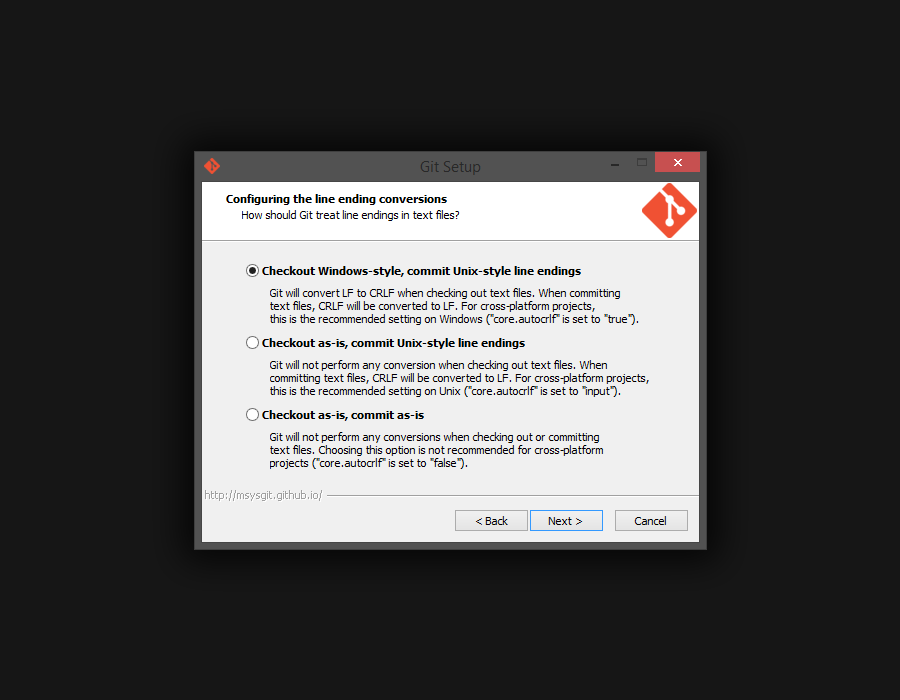 Git Setup
Configuring the line ending conversions
How should Git treat line endings in text files?
Checkout Windows-style, commit Unix-style line endings
Git will convert LF to CRLF when checking out text files. When committing
text files, CRLF will be converted to LF. For cross-platform projects,
this is the recommended setting on Windows ("core.autocrlf" is set to "true").
Checkout as-is, commit Unix-style line endings
Git will not perform any conversion when checking out text files. When
committing text files, CRLF will be converted to LF. For cross-platform projects,
this is the recommended setting on Unix ("core.autocrlf" is set to "input").
Checkout as-is, commit as-is
Git will not perform any conversions when checking out or committing
text files. Choosing this option is not recommended for cross-platform
projects ("core.autocrlf" is set to "false").
http://msysgit.github.io/
< Back Next > Cancel